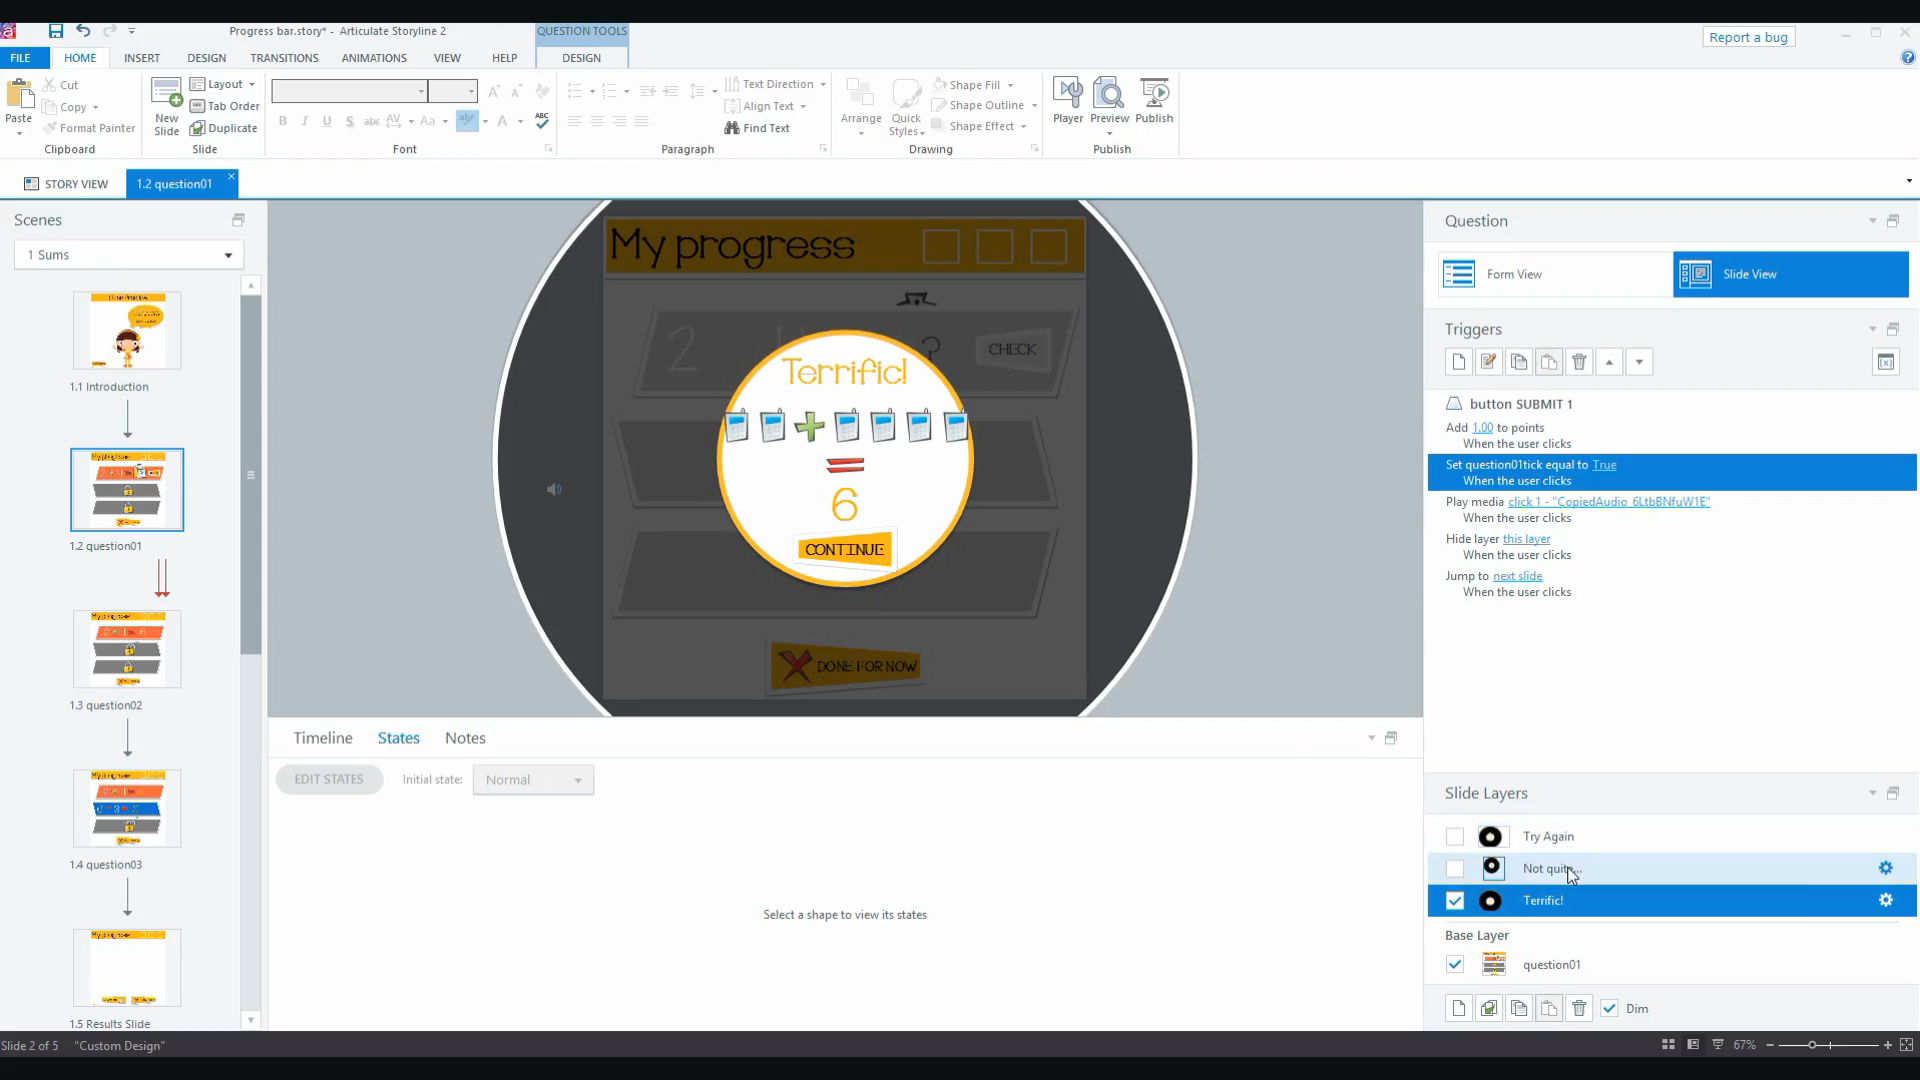 Progress bar.story* - Articulate Storyline 2
QUESTION TOOLS
Report a bug
FILE HOME INSERT DESIGN TRANSITIONS ANIMATIONS VIEW HELP DESIGN
Paste
Cut
Copy
Format Painter
Clipboard
New Slide
Layout
Tab Order
Duplicate
Slide
Font
Text Direction
Align Text
Find Text
Paragraph
Arrange
Quick Styles
Shape Fill
Shape Outline
Shape Effect
Drawing
Player
Preview
Publish
Publish
STORY VIEW
1.2 question01
Scenes
1 Sums
1.1 Introduction
1.2 question01
1.3 question02
1.4 question03
1.5 Results Slide
My progress
2
?
CHECK
Terrific!
6
CONTINUE
DONE FOR NOW
Timeline States Notes
EDIT STATES Initial state: Normal
Select a shape to view its states
Question
Form View
Slide View
Triggers
button SUBMIT 1
Add 1.00 to points
When the user clicks
Set question01tick equal to True
When the user clicks
Play media click 1 - "CopiedAudio_6LtbBNfuW1E"
When the user clicks
Hide layer this layer
When the user clicks
Jump to next slide
When the user clicks
Slide Layers
Try Again
Not quite...
Terrific!
Base Layer
question01
Dim
Slide 2 of 5 "Custom Design"
67%